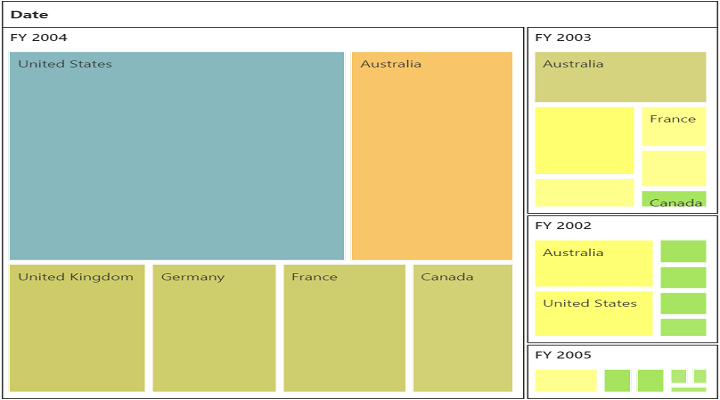 Date
FY 2004
United States
Australia
United Kingdom
Germany
France
Canada
FY 2003
Australia
France
Canada
FY 2002
Australia
United States
FY 2005